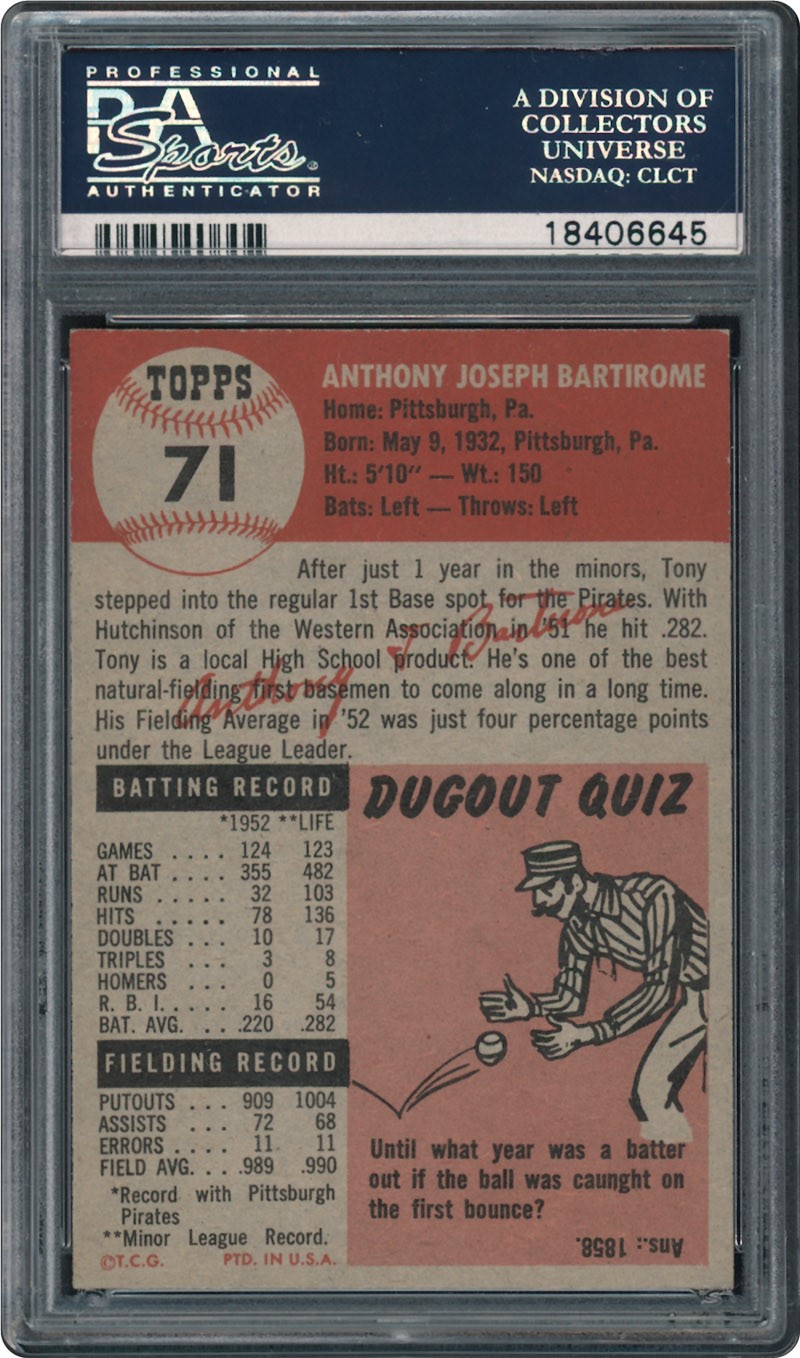 PROFESSIONAL
PSA
Sports
AUTHENTICATOR
A DIVISION OF
COLLECTORS
UNIVERSE
NASDAQ: CLCT
18406645
TOPPS
71
ANTHONY JOSEPH BARTIROME
Home: Pittsburgh, Pa.
Born: May 9, 1932, Pittsburgh, Pa.
Ht.: 5'10" — Wt.: 150
Bats: Left — Throws: Left
After just 1 year in the minors, Tony
stepped into the regular 1st Base spot for the Pirates. With
Hutchinson of the Western Association in '51 he hit .282.
Tony is a local High School product. He's one of the best
natural-fielding first basemen to come along in a long time.
His Fielding Average in '52 was just four percentage points
under the League Leader.
Anthony J Bartirome
BATTING RECORD
*1952 **LIFE
GAMES .... 124 123
AT BAT .... 355 482
RUNS ..... 32 103
HITS ..... 78 136
DOUBLES ... 10 17
TRIPLES ... 3 8
HOMERS ... 0 5
R. B. I. .... 16 54
BAT. AVG. ... .220 .282
FIELDING RECORD
PUTOUTS ... 909 1004
ASSISTS ... 72 68
ERRORS .... 11 11
FIELD AVG. ... .989 .990
*Record with Pittsburgh
Pirates
**Minor League Record.
©T.C.G. PTD. IN U.S.A.
DUGOUT QUIZ
Until what year was a batter
out if the ball was caunght on
the first bounce?
Ans.: 1858.